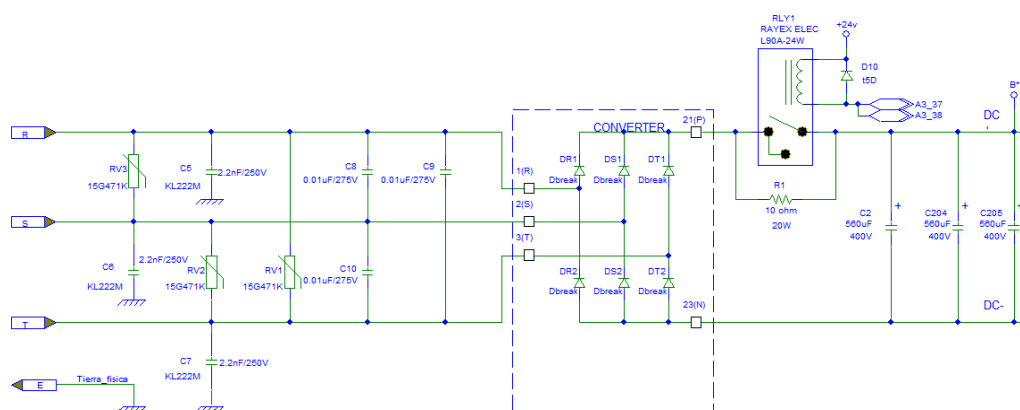 RLY1
RAYEX ELEC
L90A-24W
+24v
D10
t5D
A3_37
A3_38
B*
DC
-
R
CONVERTER
21(P)
RV3
15G471K
C5
2.2nF/250V
KL222M
C8
0.01uF/275V
C9
0.01uF/275V
1(R)
2(S)
3(T)
DR1
Dbreak
DS1
Dbreak
DT1
Dbreak
R1
10 ohm
20W
C2
560uF
400V
+
C204
560uF
400V
+
C205
560uF
400V
+
S
C6
2.2nF/250V
KL222M
RV2
15G471K
RV1
15G471K
C10
0.01uF/275V
DR2
Dbreak
DS2
Dbreak
DT2
Dbreak
23(N)
DC-
T
C7
2.2nF/250V
KL222M
E
Tierra_fisica